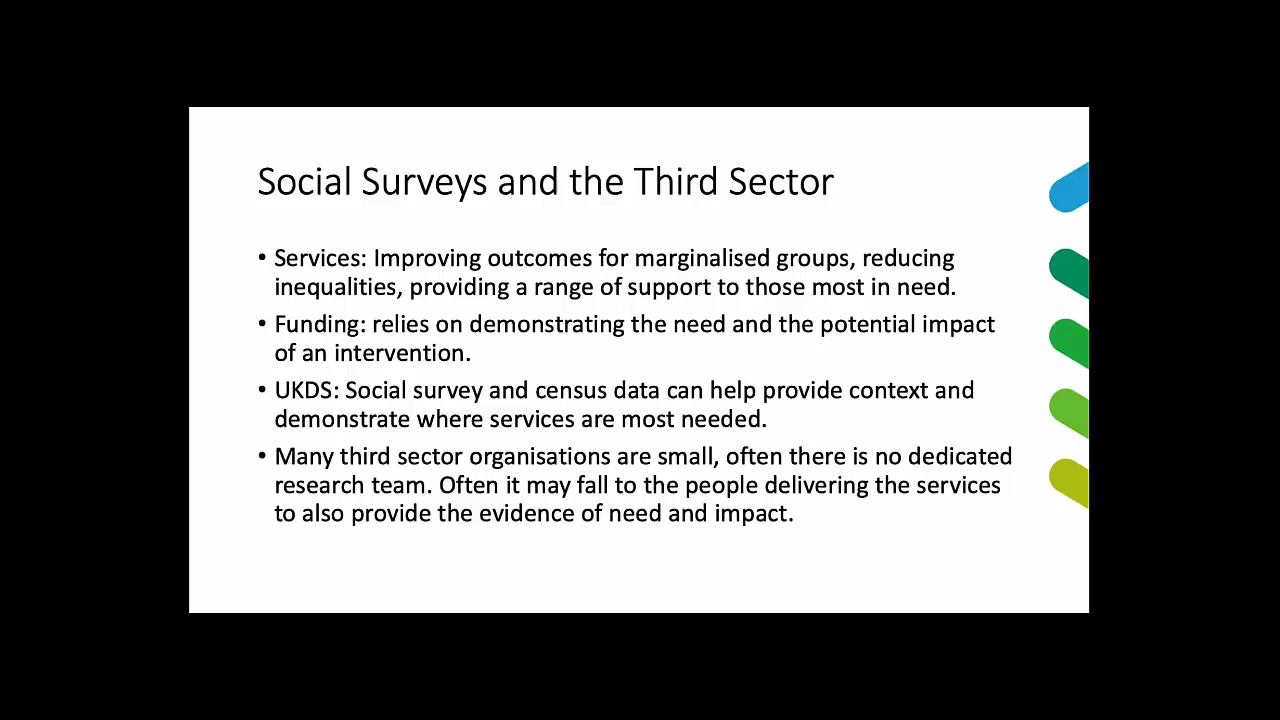 Social Surveys and the Third Sector
• Services: Improving outcomes for marginalised groups, reducing
inequalities, providing a range of support to those most in need.
• Funding: relies on demonstrating the need and the potential impact
of an intervention.
• UKDS: Social survey and census data can help provide context and
demonstrate where services are most needed.
• Many third sector organisations are small, often there is no dedicated
research team. Often it may fall to the people delivering the services
to also provide the evidence of need and impact.